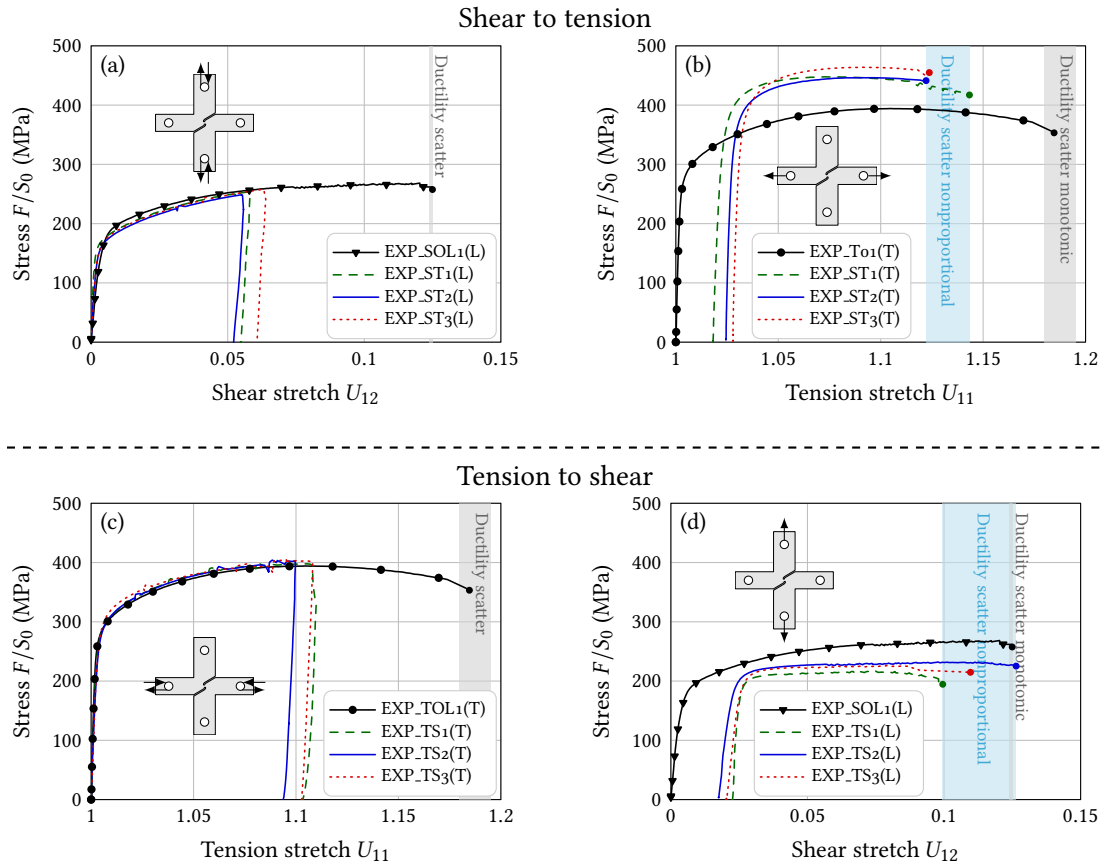 Shear to tension
(a)
500
400
300
200
100
0
0
0.05
0.1
0.15
Stress F/S0 (MPa)
Shear stretch U12
Ductility scatter
EXP_SOL1(L)
EXP_ST1(L)
EXP_ST2(L)
EXP_ST3(L)
(b)
500
400
300
200
100
0
1
1.05
1.1
1.15
1.2
Stress F/S0 (MPa)
Tension stretch U11
Ductility scatter nonproportional
Ductility scatter monotonic
EXP_To1(T)
EXP_ST1(T)
EXP_ST2(T)
EXP_ST3(T)
Tension to shear
(c)
500
400
300
200
100
0
1
1.05
1.1
1.15
1.2
Stress F/S0 (MPa)
Tension stretch U11
Ductility scatter
EXP_TOL1(T)
EXP_TS1(T)
EXP_TS2(T)
EXP_TS3(T)
(d)
500
400
300
200
100
0
0
0.05
0.1
0.15
Stress F/S0 (MPa)
Shear stretch U12
Ductility scatter nonproportional
Ductility scatter monotonic
EXP_SOL1(L)
EXP_TS1(L)
EXP_TS2(L)
EXP_TS3(L)